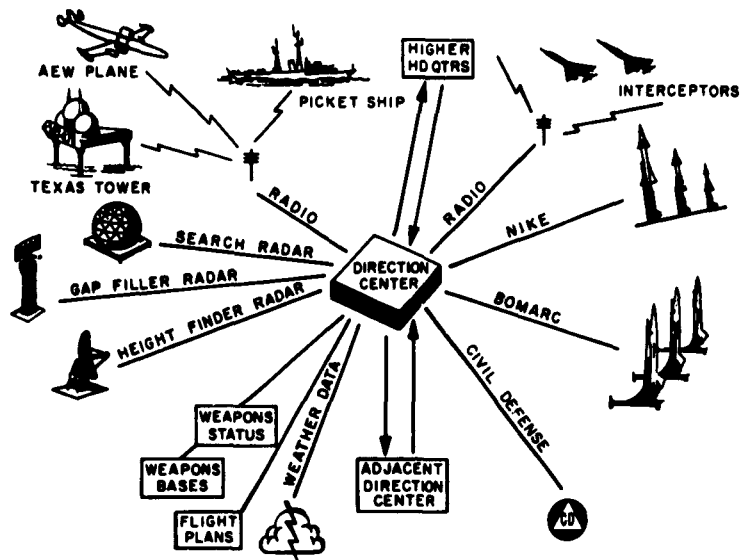 AEW PLANE
PICKET SHIP
HIGHER
HDQTRS
INTERCEPTORS
TEXAS TOWER
RADIO
RADIO
NIKE
SEARCH RADAR
GAP FILLER RADAR
HEIGHT FINDER RADAR
DIRECTION
CENTER
BOMARC
CIVIL DEFENSE
WEATHER DATA
WEAPONS
STATUS
WEAPONS
BASES
FLIGHT
PLANS
ADJACENT
DIRECTION
CENTER
CD